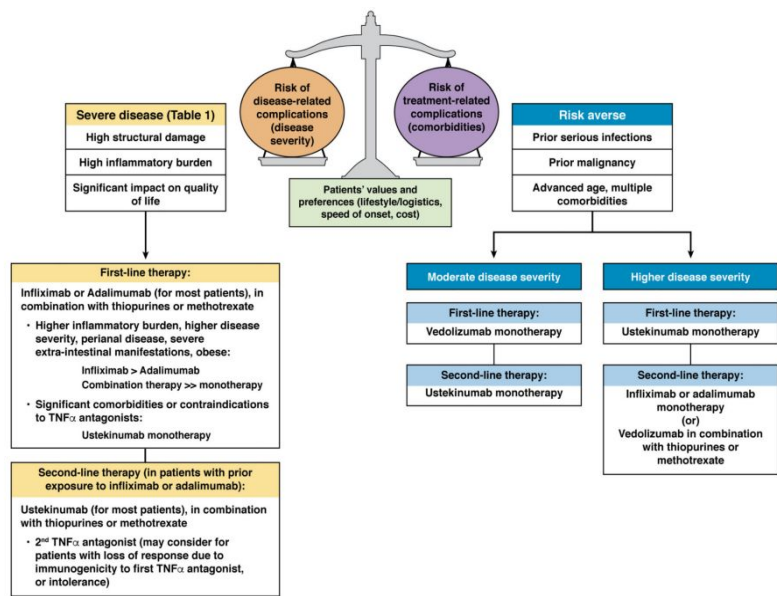 Risk of
disease-related
complications
(disease
severity)
Risk of
treatment-related
complications
(comorbidities)
Patients' values and
preferences (lifestyle/logistics,
speed of onset, cost)
Severe disease (Table 1)
High structural damage
High inflammatory burden
Significant impact on quality
of life
First-line therapy:
Infliximab or Adalimumab (for most patients), in
combination with thiopurines or methotrexate
• Higher inflammatory burden, higher disease
severity, perianal disease, severe
extra-intestinal manifestations, obese:
Infliximab > Adalimumab
Combination therapy >> monotherapy
• Significant comorbidities or contraindications
to TNFα antagonists:
Ustekinumab monotherapy
Second-line therapy (in patients with prior
exposure to infliximab or adalimumab):
Ustekinumab (for most patients), in combination
with thiopurines or methotrexate
• 2nd TNFα antagonist (may consider for
patients with loss of response due to
immunogenicity to first TNFα antagonist,
or intolerance)
Risk averse
Prior serious infections
Prior malignancy
Advanced age, multiple
comorbidities
Moderate disease severity
First-line therapy:
Vedolizumab monotherapy
Second-line therapy:
Ustekinumab monotherapy
Higher disease severity
First-line therapy:
Ustekinumab monotherapy
Second-line therapy:
Infliximab or adalimumab
monotherapy
(or)
Vedolizumab in combination
with thiopurines or
methotrexate